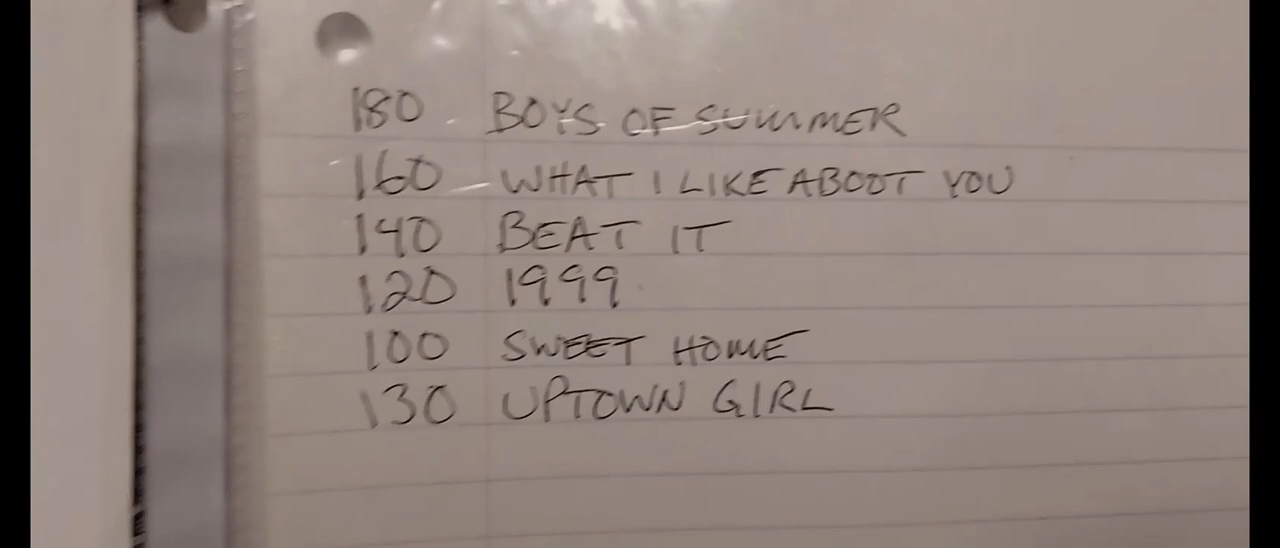 180 BOYS OF SUMMER
160 WHAT I LIKE ABOOT YOU
140 BEAT IT
120 1999
100 SWEET HOME
130 UPTOWN GIRL